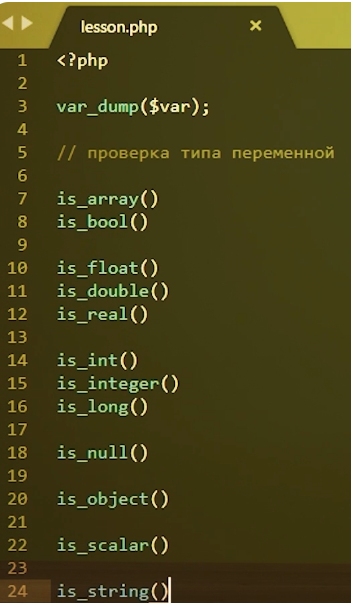 lesson.php ×
1 <?php
2
3 var_dump($var);
4
5 // проверка типа переменной
6
7 is_array()
8 is_bool()
9
10 is_float()
11 is_double()
12 is_real()
13
14 is_int()
15 is_integer()
16 is_long()
17
18 is_null()
19
20 is_object()
21
22 is_scalar()
23
24 is_string()